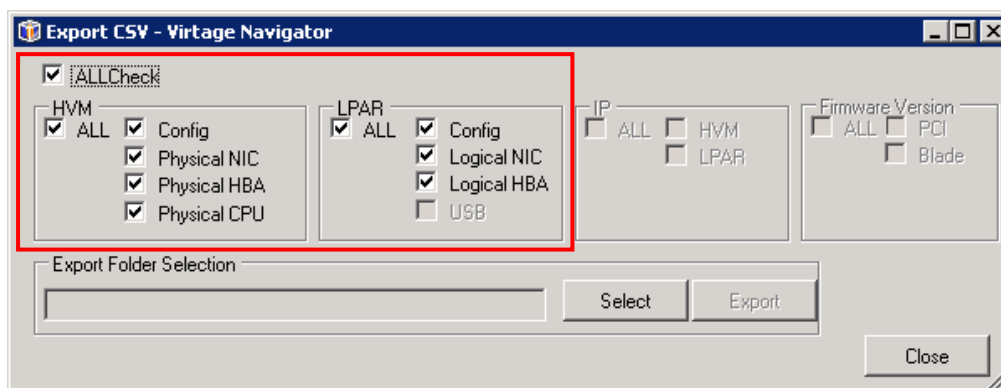 Export CSV - Virtage Navigator
ALLCheck
HVM
ALL
Config
Physical NIC
Physical HBA
Physical CPU
LPAR
ALL
Config
Logical NIC
Logical HBA
USB
IP
ALL
HVM
LPAR
Firmware Version
ALL
PCI
Blade
Export Folder Selection
Select
Export
Close